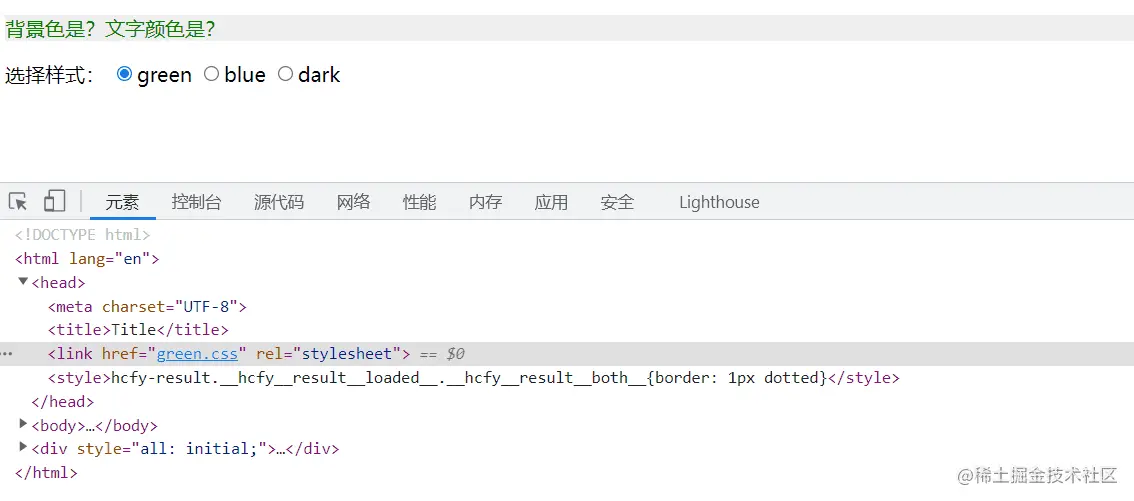 背景色是？文字颜色是？
选择样式： green blue dark
元素 控制台 源代码 网络 性能 内存 应用 安全 Lighthouse
<!DOCTYPE html>
<html lang="en">
<head>
<meta charset="UTF-8">
<title>Title</title>
<link href="green.css" rel="stylesheet"> == $0
<style>hcfy-result.__hcfy__result__loaded__.__hcfy__result__both__{border: 1px dotted}</style>
</head>
<body>…</body>
<div style="all: initial;">…</div>
</html>
@稀土掘金技术社区